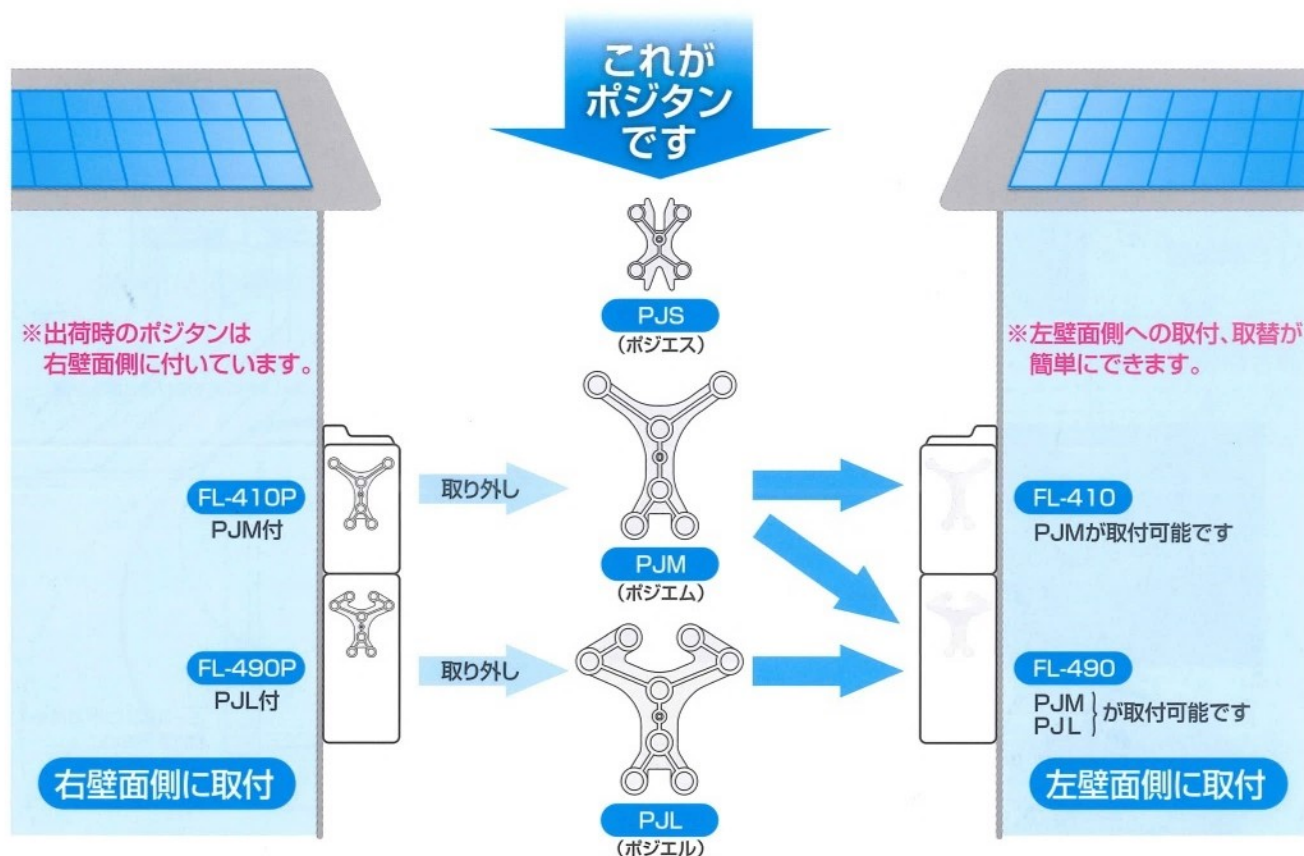 これが
ポジタン
です
※出荷時のポジタンは
右壁面側に付いています。
FL-410P
PJM付
FL-490P
PJL付
右壁面側に取付
取り外し
取り外し
PJS
(ポジエス)
PJM
(ポジエム)
PJL
(ポジエル)
※左壁面側への取付、取替が
簡単にできます。
FL-410
PJMが取付可能です
FL-490
PJM
PJL}が取付可能です
左壁面側に取付